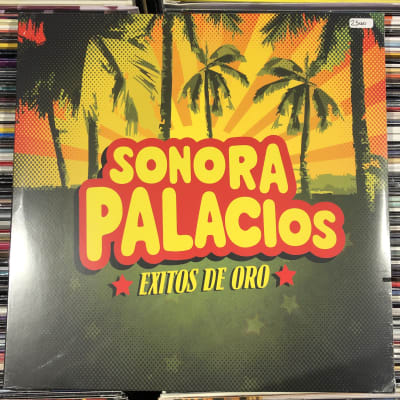 SONORA
PALACIOS
EXITOS DE ORO